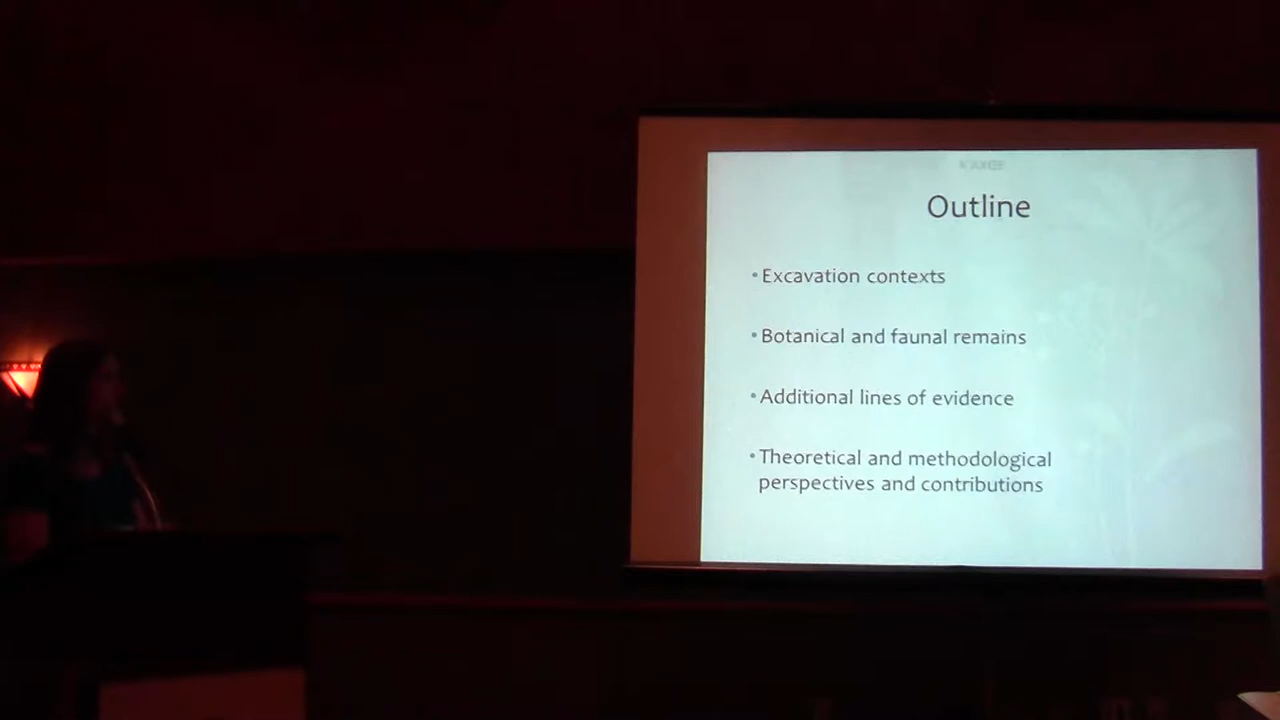 Outline
•Excavation contexts
•Botanical and faunal remains
•Additional lines of evidence
•Theoretical and methodological
perspectives and contributions